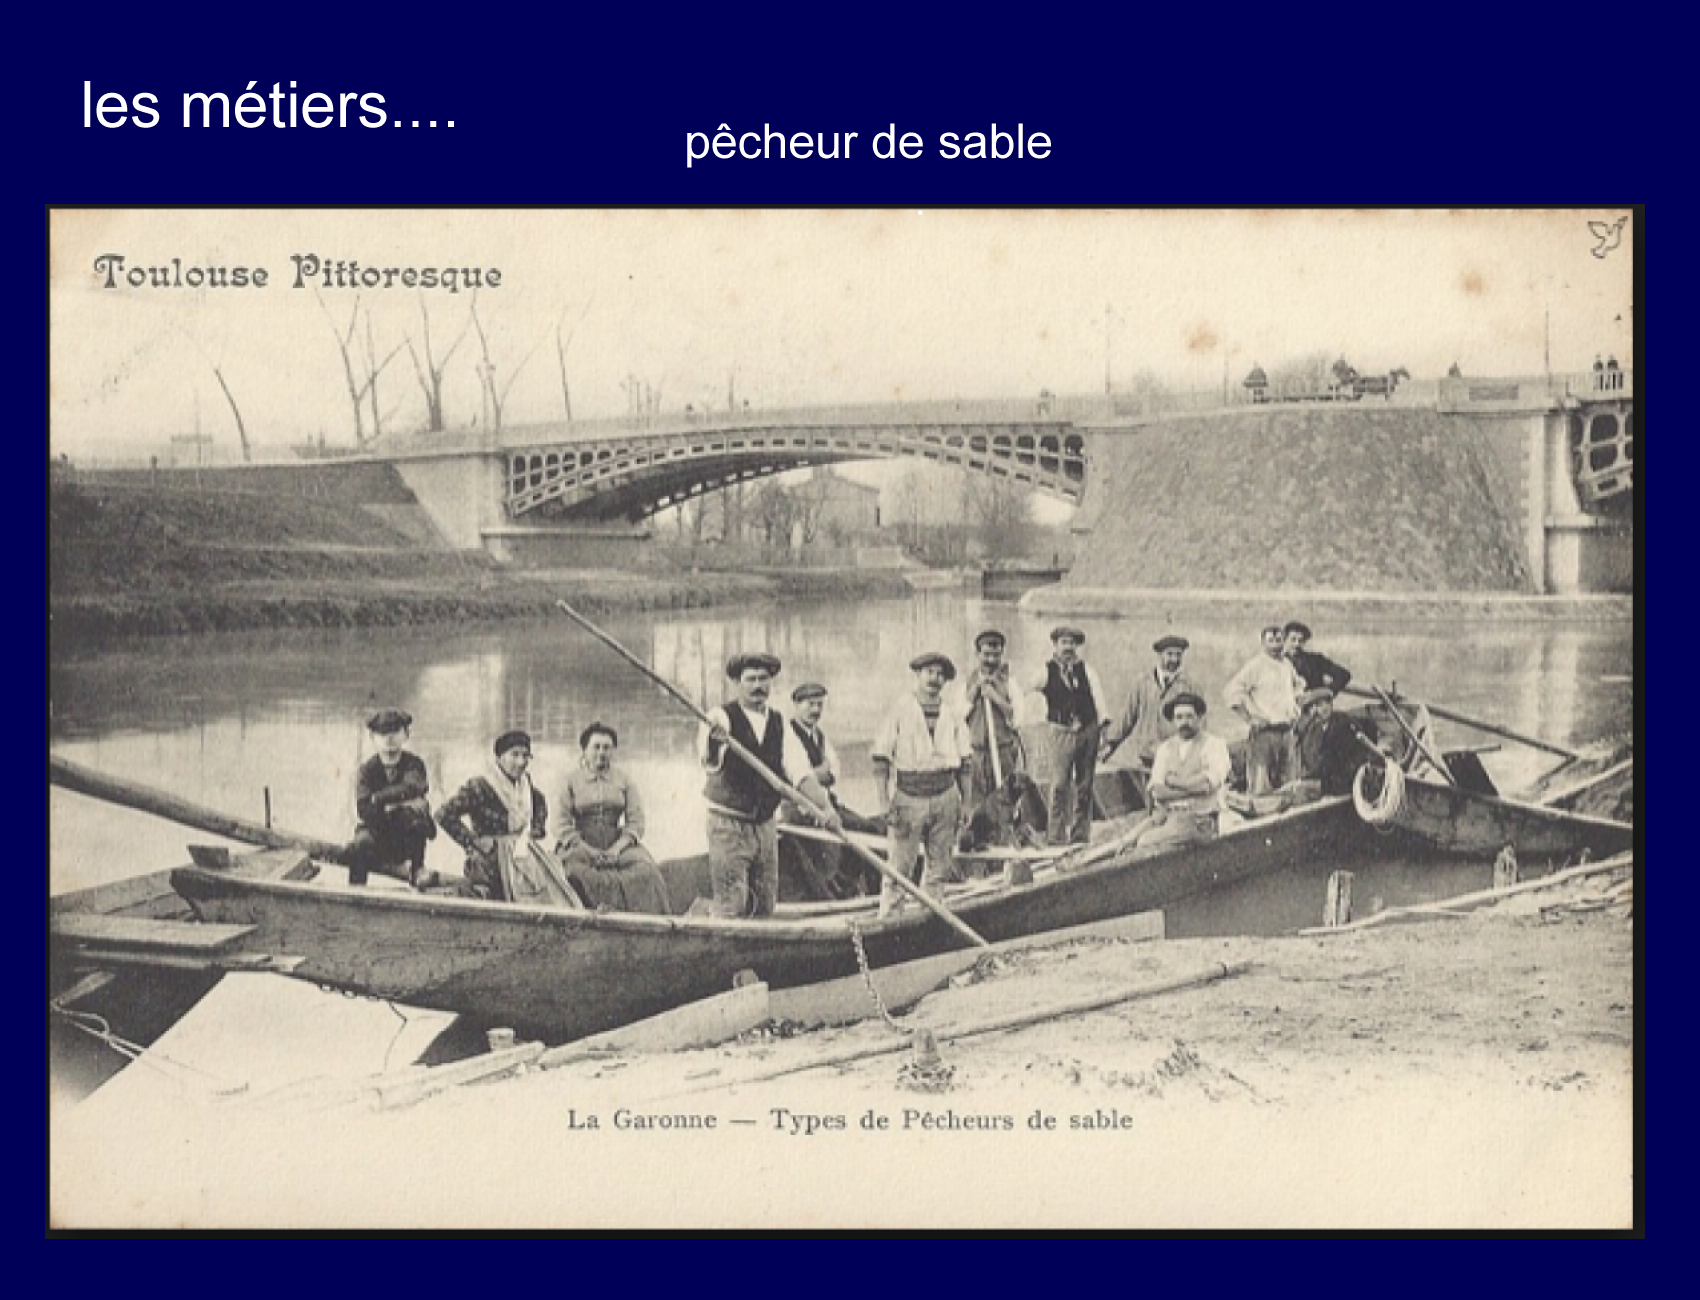 les métiers....
pêcheur de sable
Toulouse Pittoresque
La Garonne — Types de Pêcheurs de sable